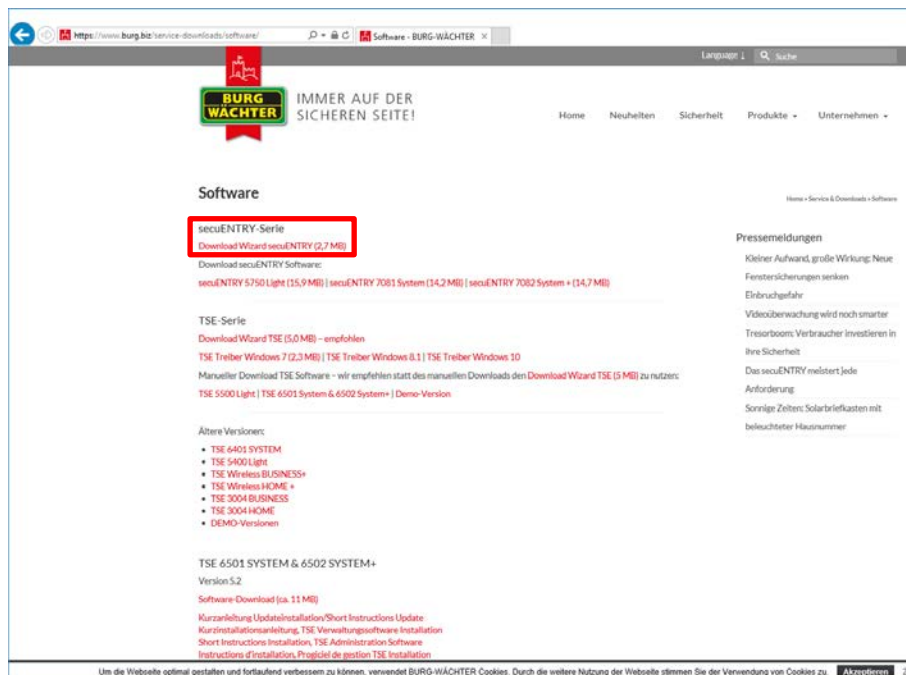 https://www.burg.biz/service-downloads/software/
Software - BURG-WÄCHTER
Language ↓
Suche
BURG
WÄCHTER
IMMER AUF DER
SICHEREN SEITE!
Home
Neuheiten
Sicherheit
Produkte
Unternehmen
Software
Home » Service & Downloads » Software
secuENTRY-Serie
Download Wizard secuENTRY (2,7 MB)
Download secuENTRY Software:
secuENTRY 5750 Light (15,9 MB) | secuENTRY 7081 System (14,2 MB) | secuENTRY 7082 System + (14,7 MB)
TSE-Serie
Download Wizard TSE (5,0 MB) – empfohlen
TSE Treiber Windows 7 (2,3 MB) | TSE Treiber Windows 8.1 | TSE Treiber Windows 10
Manueller Download TSE Software – wir empfehlen statt des manuellen Downloads den Download Wizard TSE (5 MB) zu nutzen:
TSE 5500 Light | TSE 6501 System & 6502 System+ | Demo-Version
Ältere Versionen:
• TSE 6401 SYSTEM
• TSE 5400 Light
• TSE Wireless BUSINESS+
• TSE Wireless HOME +
• TSE 3004 BUSINESS
• TSE 3004 HOME
• DEMO-Versionen
TSE 6501 SYSTEM & 6502 SYSTEM+
Version 5.2
Software-Download (ca. 11 MB)
Kurzanleitung Updateinstallation/Short Instructions Update
Kurzinstallationsanleitung, TSE Verwaltungssoftware Installation
Short Instructions Installation, TSE Administration Software
Instructions d'installation, Progiciel de gestion TSE Installation
Pressemeldungen
Kleiner Aufwand, große Wirkung: Neue
Fenstersicherungen senken
Einbruchgefahr
Videoüberwachung wird noch smarter
Tresorboom: Verbraucher investieren in
ihre Sicherheit
Das secuENTRY meistert jede
Anforderung
Sonnige Zeiten: Solarbriefkasten mit
beleuchteter Hausnummer
Um die Webseite optimal gestalten und fortlaufend verbessern zu können, verwendet BURG-WÄCHTER Cookies. Durch die weitere Nutzung der Webseite stimmen Sie der Verwendung von Cookies zu.
Akzeptieren